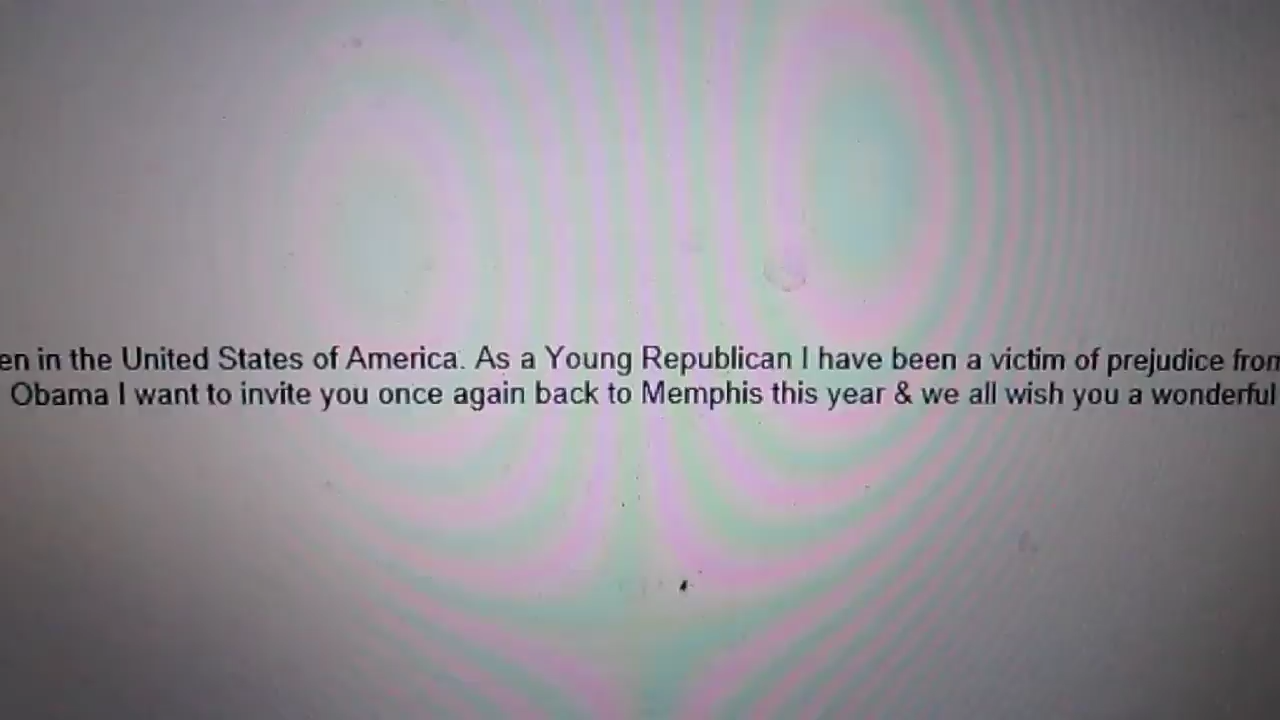 en in the United States of America. As a Young Republican I have been a victim of prejudice from
Obama I want to invite you once again back to Memphis this year & we all wish you a wonderful